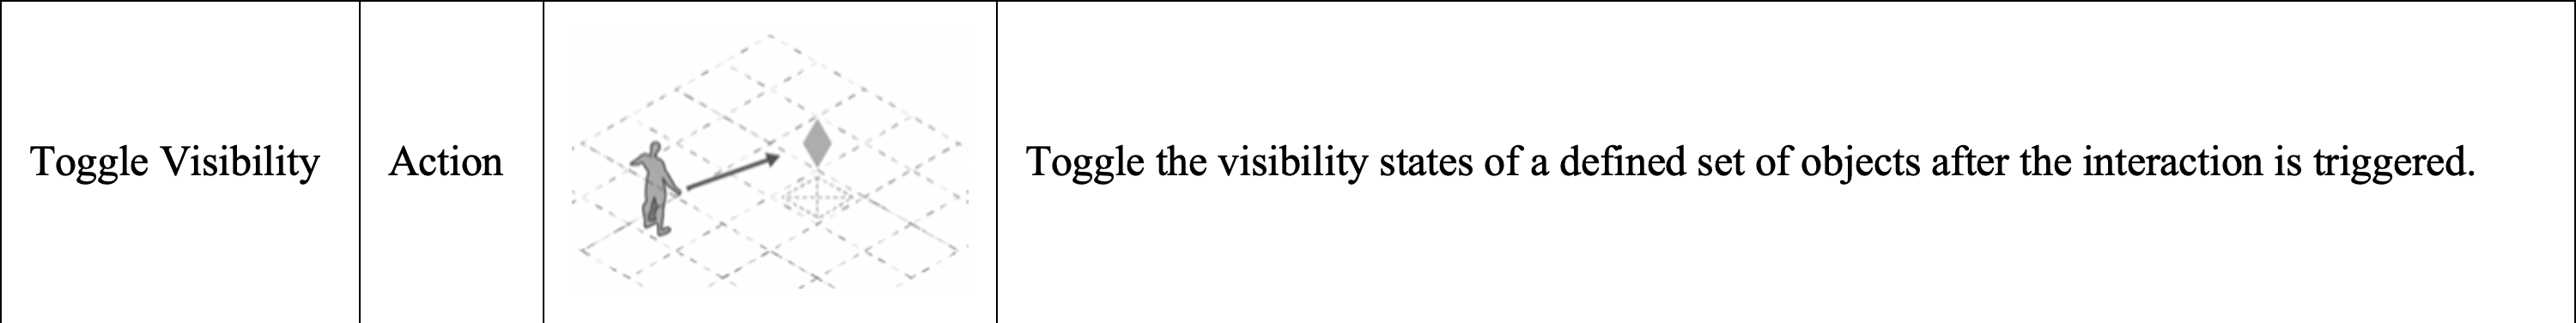 Toggle Visibility
Action
Toggle the visibility states of a defined set of objects after the interaction is triggered.